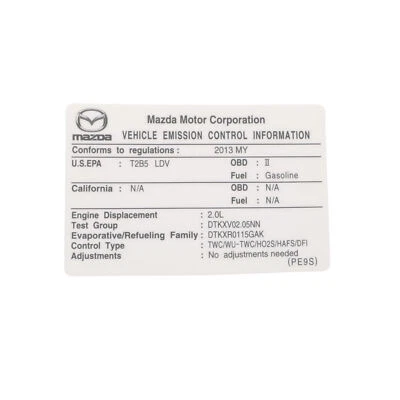 Mazda Motor Corporation
mazda VEHICLE EMISSION CONTROL INFORMATION
Conforms to regulations : 2013 MY
U.S.EPA : T2B5 LDV OBD : II
Fuel : Gasoline
California : N/A OBD : N/A
Fuel : N/A
Engine Displacement : 2.0L
Test Group : DTKXV02.05NN
Evaporative/Refueling Family : DTKXR0115GAK
Control Type : TWC/WU-TWC/HO2S/HAFS/DFI
Adjustments : No adjustments needed
(PE9S)